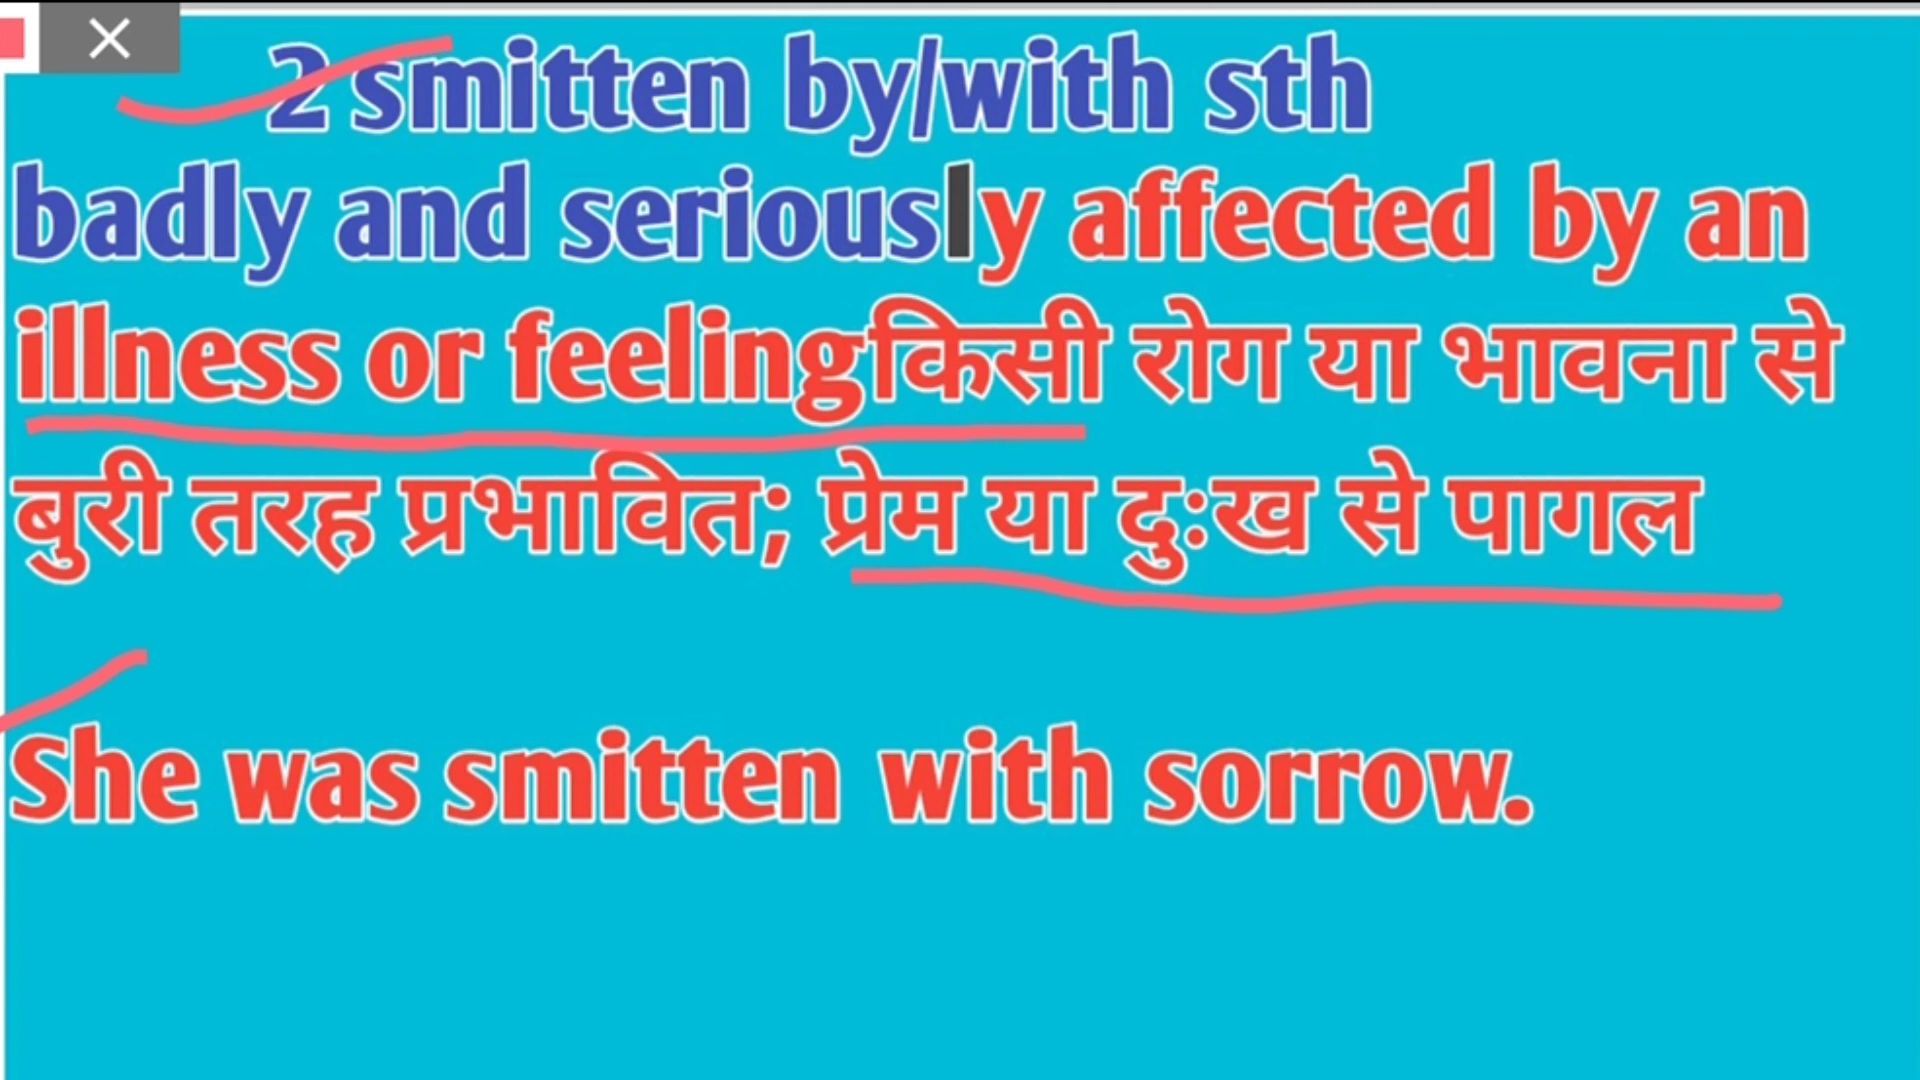 2 smitten by/with sth
badly and seriously affected by an
illness or feelingकिसी रोग या भावना से
बुरी तरह प्रभावित; प्रेम या दुःख से पागल
She was smitten with sorrow.